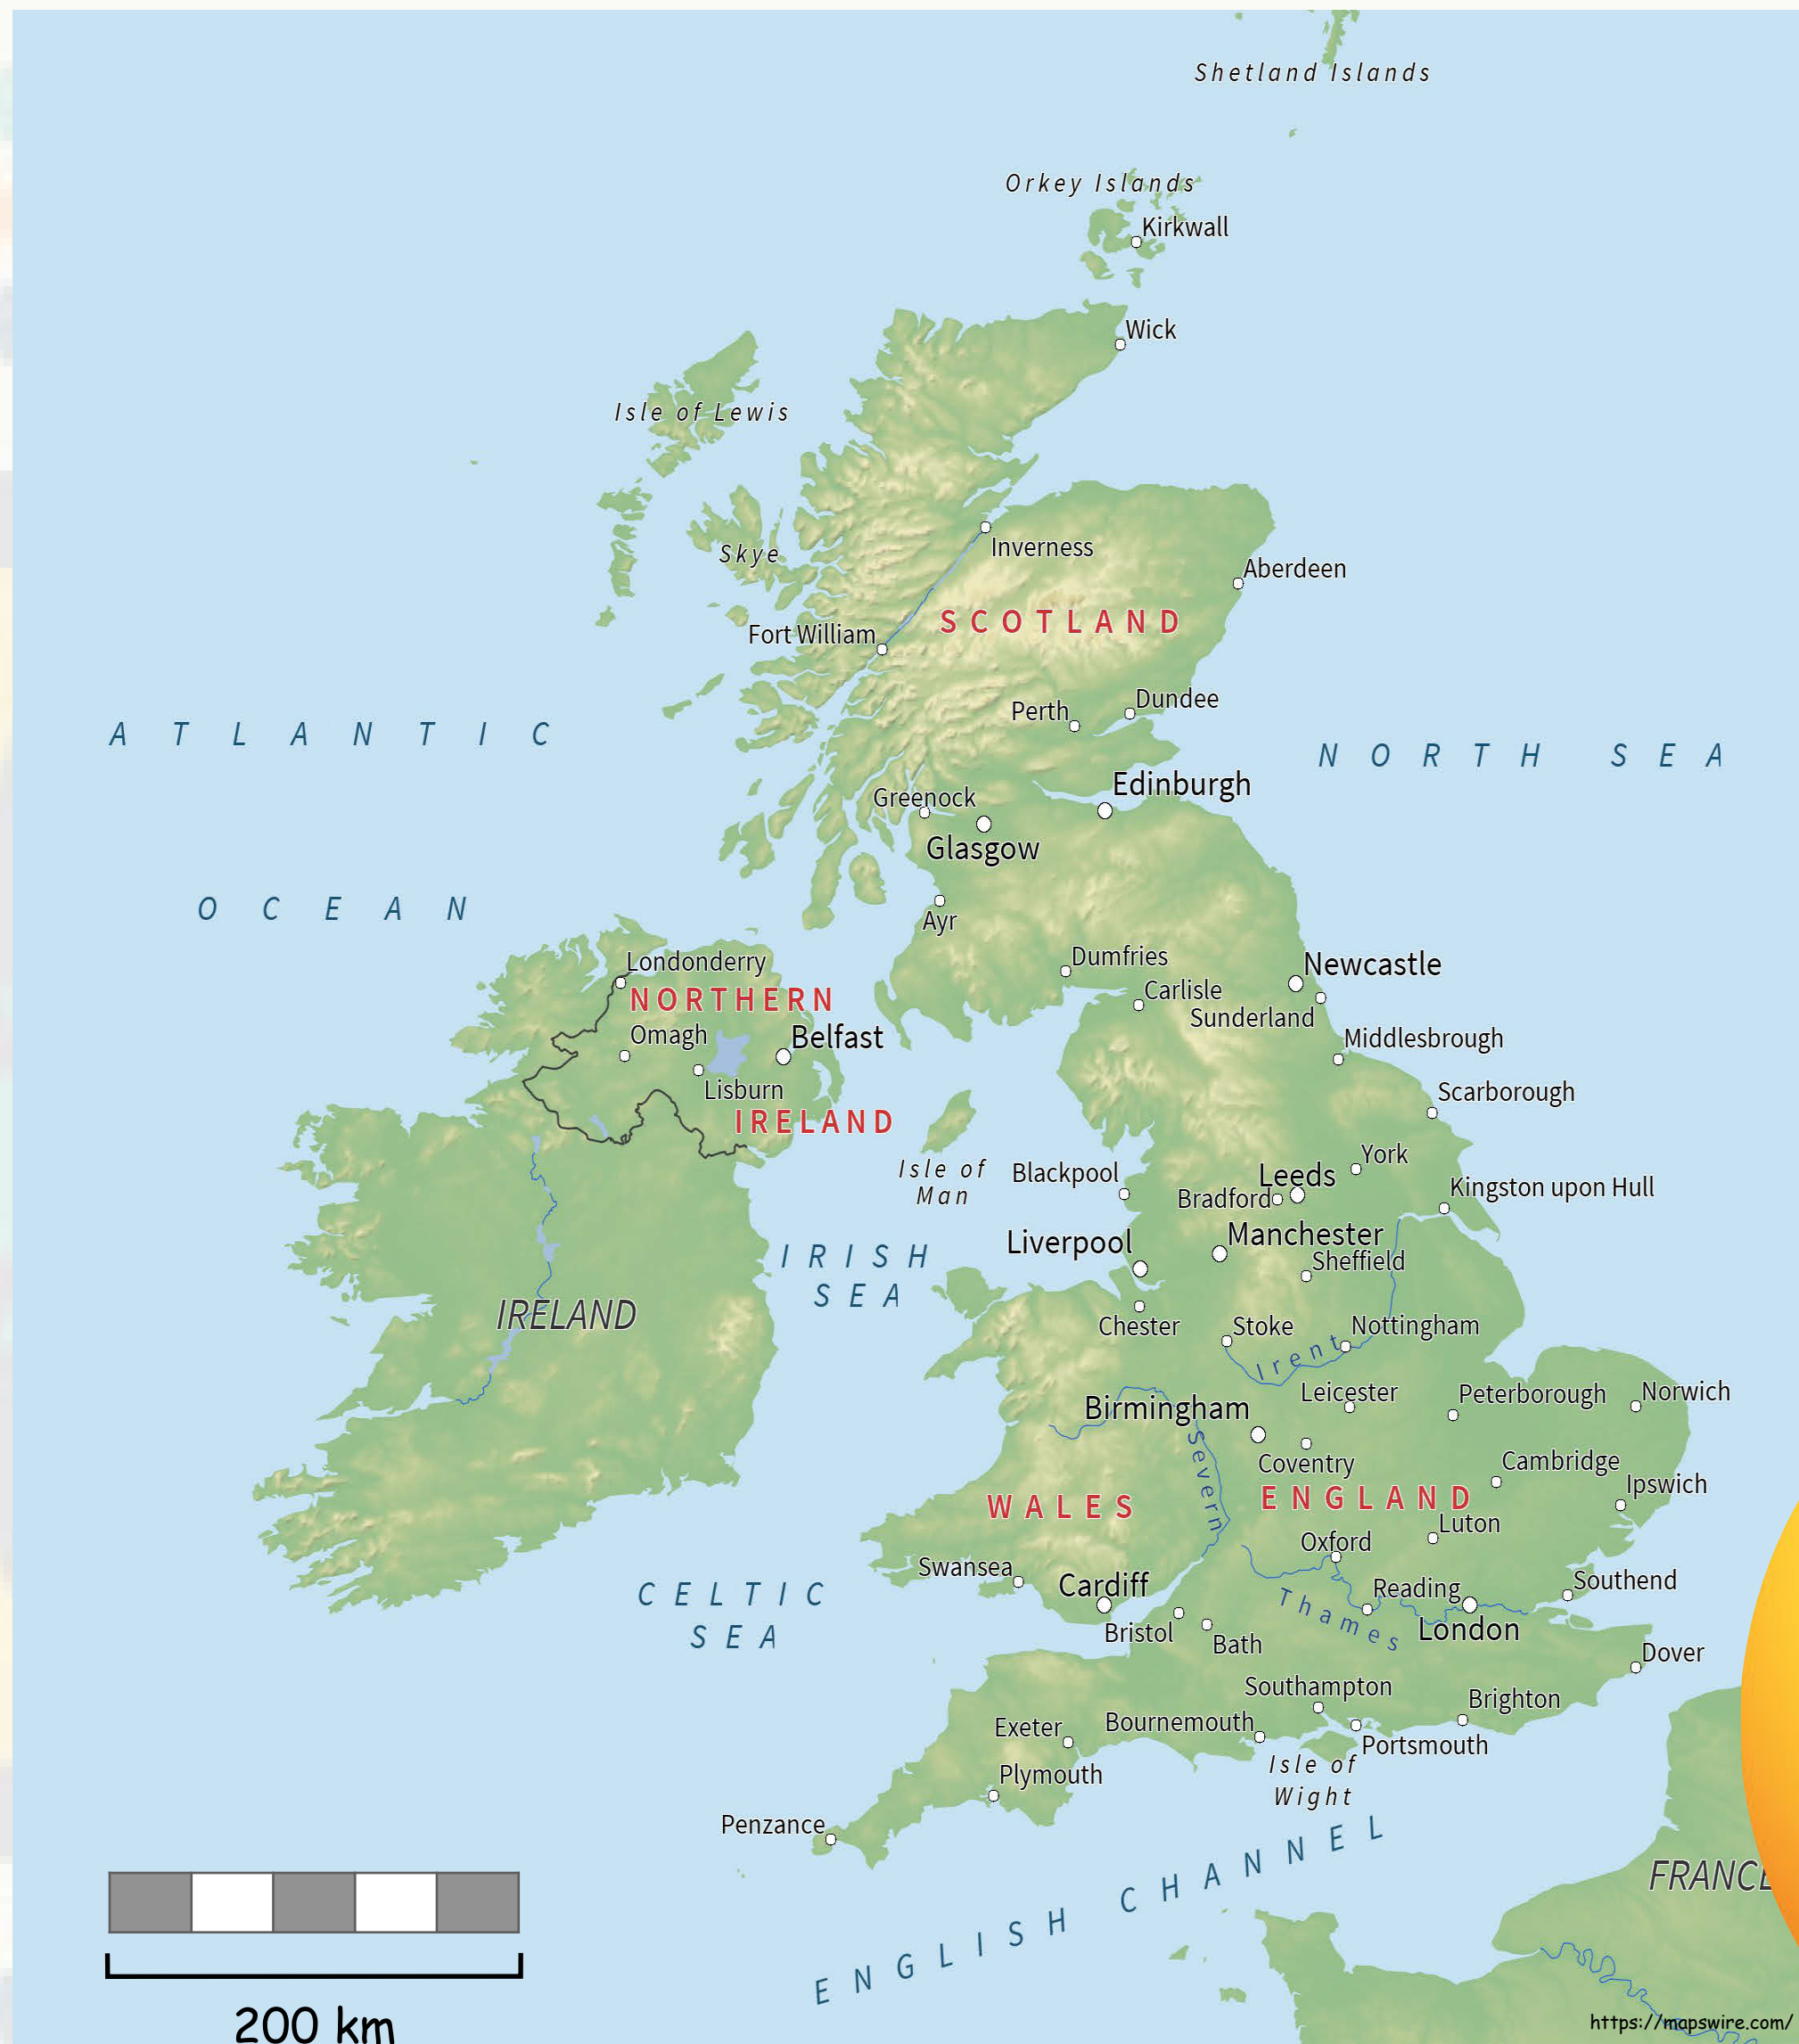 Shetland Islands
Orkey Islands
Kirkwall
Wick
Isle of Lewis
Skye
Inverness
Aberdeen
SCOTLAND
Fort William
Perth
Dundee
ATLANTIC
OCEAN
NORTH SEA
Edinburgh
Greenock
Glasgow
Ayr
Dumfries
Newcastle
Carlisle
Sunderland
Londonderry
NORTHERN
IRELAND
Omagh
Belfast
Lisburn
Middlesbrough
Scarborough
Isle of
Man
Blackpool
York
Leeds
Bradford
Kingston upon Hull
Manchester
Liverpool
Sheffield
IRISH
SEA
IRELAND
Chester
Stoke
Nottingham
Irent
Leicester
Peterborough
Norwich
Birmingham
Severn
Coventry
Cambridge
Ipswich
WALES
ENGLAND
Luton
Oxford
Swansea
Cardiff
CELTIC
SEA
Reading
Southend
Thames
London
Bristol
Bath
Dover
Southampton
Brighton
Exeter
Bournemouth
Portsmouth
Isle of
Wight
Plymouth
Penzance
ENGLISH CHANNEL
FRANCE
200 km
https://mapswire.com/